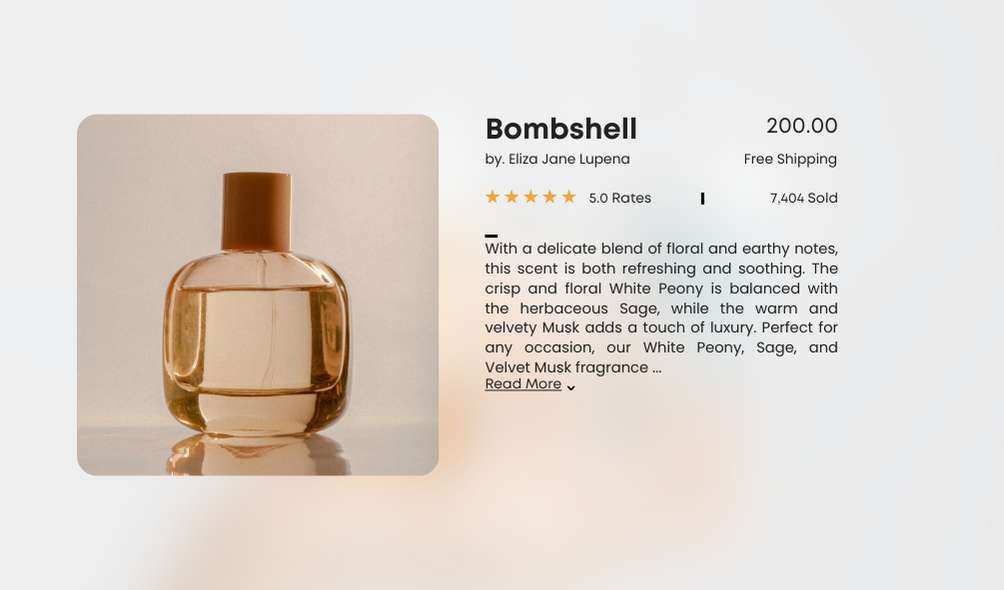 Bombshell
200.00
by. Eliza Jane Lupena
Free Shipping
5.0 Rates
7,404 Sold
With a delicate blend of floral and earthy notes,
this scent is both refreshing and soothing. The
crisp and floral White Peony is balanced with
the herbaceous Sage, while the warm and
velvety Musk adds a touch of luxury. Perfect for
any occasion, our White Peony, Sage, and
Velvet Musk fragrance ...
Read More